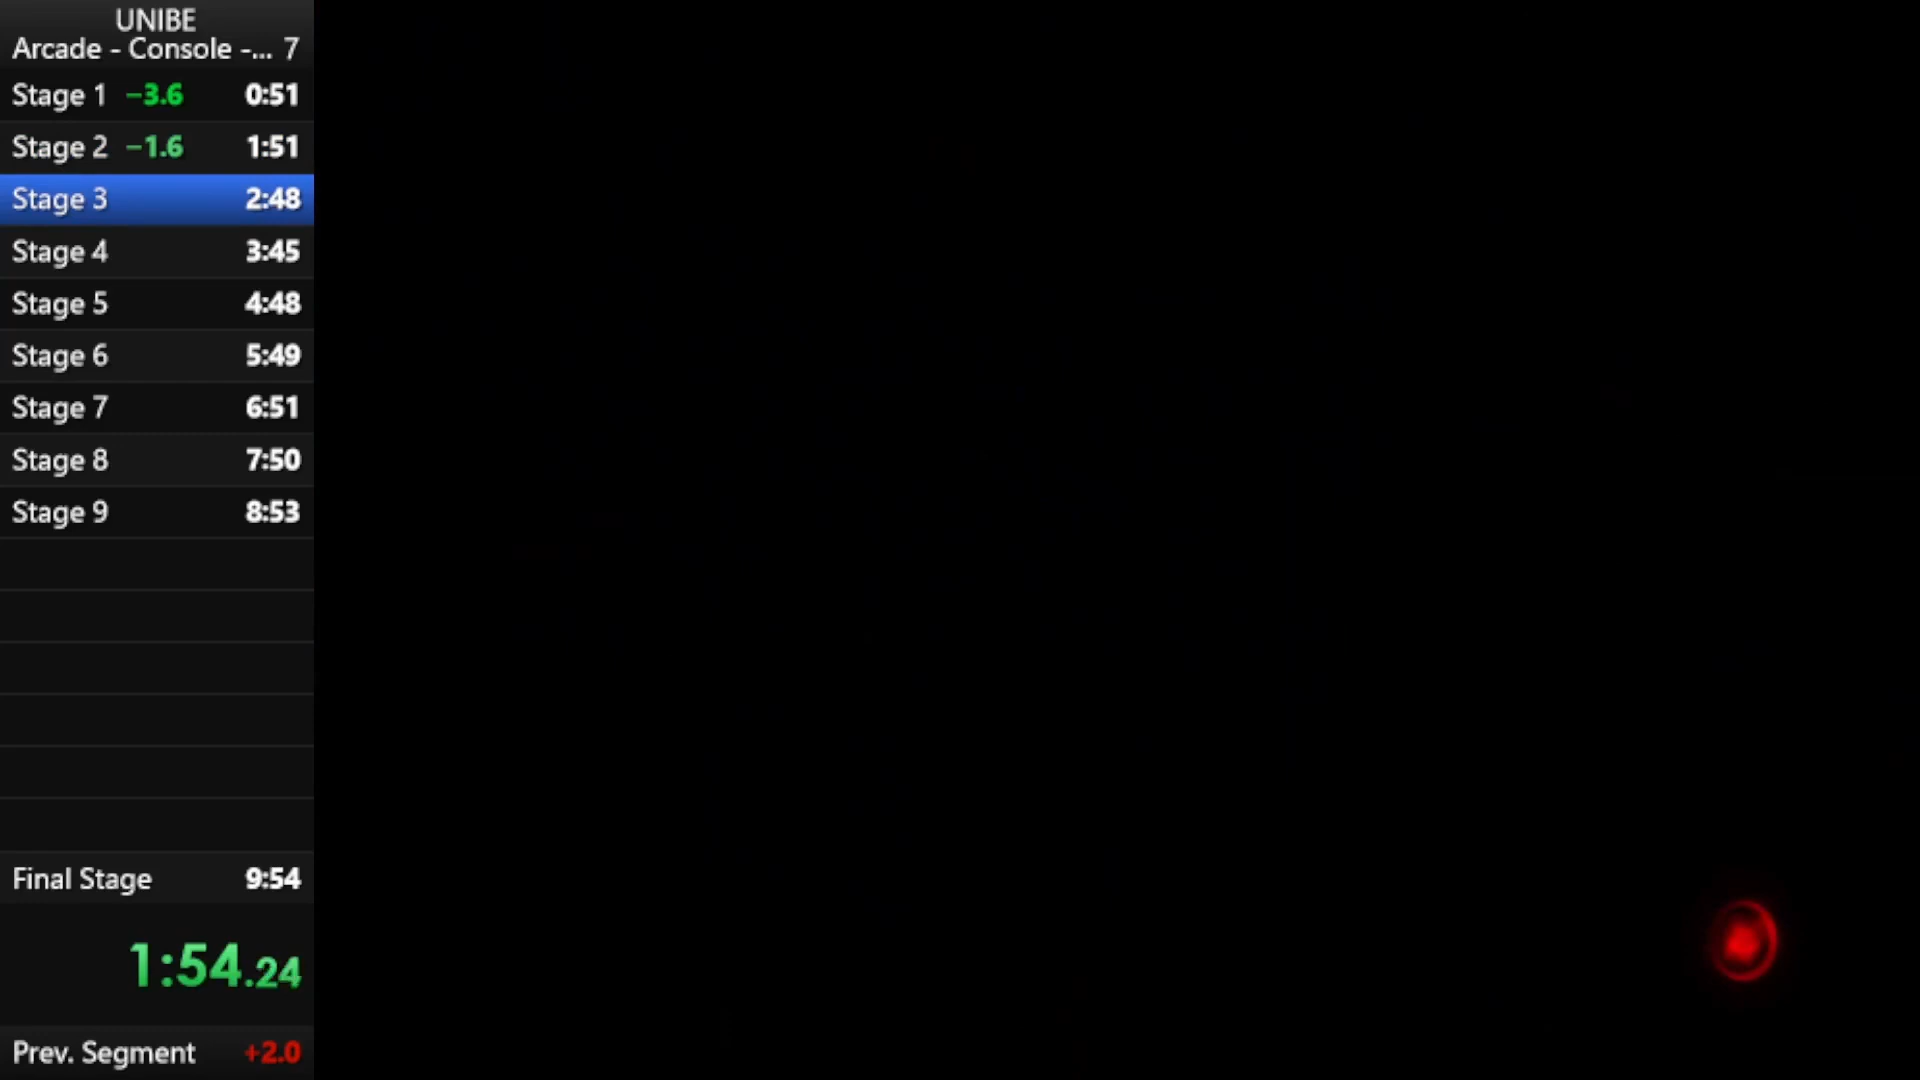 UNIBE
Arcade - Console -... 7
Stage 1 −3.6 0:51
Stage 2 −1.6 1:51
Stage 3 2:48
Stage 4 3:45
Stage 5 4:48
Stage 6 5:49
Stage 7 6:51
Stage 8 7:50
Stage 9 8:53
Final Stage 9:54
1:54.24
Prev. Segment +2.0